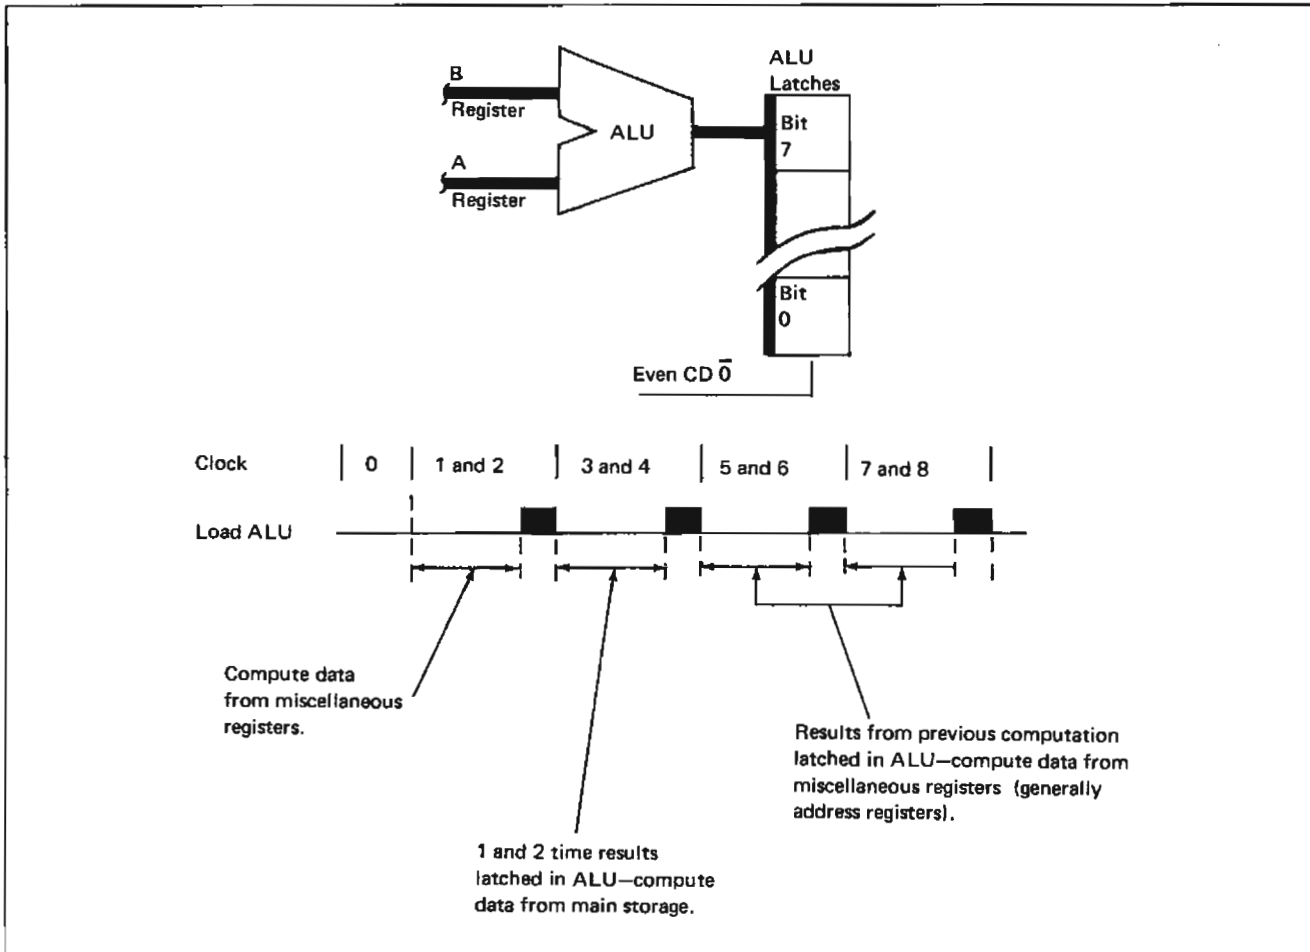 B
Register
ALU
A
Register
ALU
Latches
Bit
7
Bit
0
Even CD 0̅
Clock 0 1 and 2 3 and 4 5 and 6 7 and 8
Load ALU
Compute data
from miscellaneous
registers.
1 and 2 time results
latched in ALU—compute
data from main storage.
Results from previous computation
latched in ALU—compute data from
miscellaneous registers (generally
address registers).